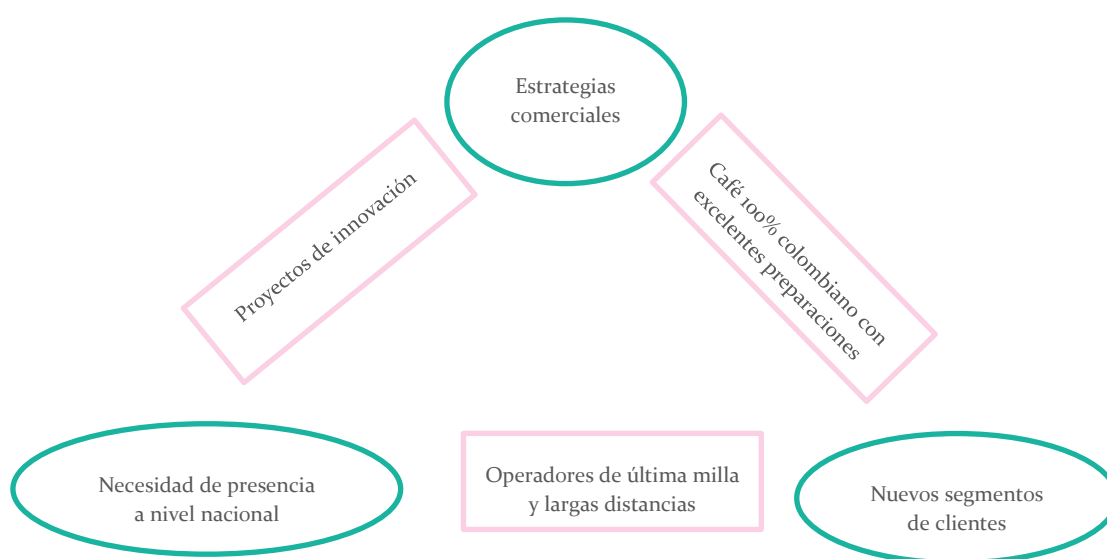 Estrategias
comerciales
Proyectos de innovación
Café 100% colombiano con
excelentes preparaciones
Necesidad de presencia
a nivel nacional
Operadores de última milla
y largas distancias
Nuevos segmentos
de clientes